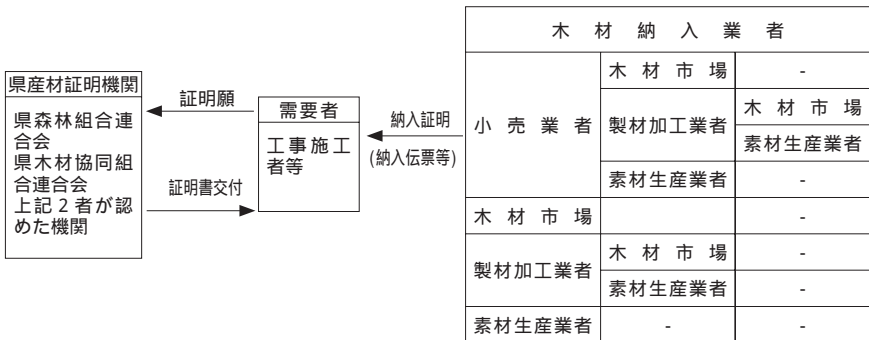 県産材証明機関
県森林組合連
合会
県木材協同組
合連合会
上記2者が認
めた機関
証明願
証明書交付
需要者
工事施工
者等
納入証明
(納入伝票等)
木材納入業者
小売業者 木材市場 -
製材加工業者 木材市場
素材生産業者
素材生産業者 -
木材市場 -
製材加工業者 木材市場 -
素材生産業者 -
素材生産業者 - -